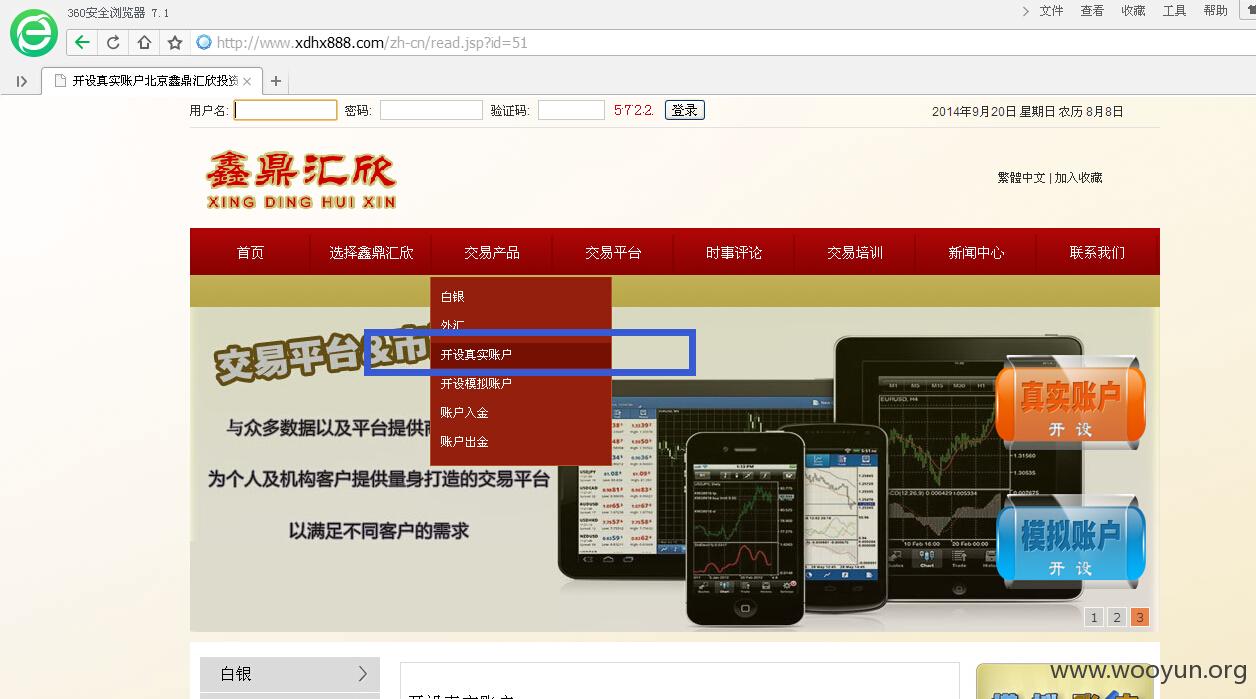 360安全浏览器 7.1
文件 查看 收藏 工具 帮助
http://www.xdhx888.com/zh-cn/read.jsp?id=51
开设真实账户北京鑫鼎汇欣投资
用户名: 密码: 验证码: 5722 登录 2014年9月20日 星期日 农历 8月8日
鑫鼎汇欣
XING DING HUI XIN
繁體中文 | 加入收藏
首页 选择鑫鼎汇欣 交易产品 交易平台 时事评论 交易培训 新闻中心 联系我们
白银
外汇
开设真实账户
开设模拟账户
账户入金
账户出金
交易平台&市
与众多数据以及平台提供商
为个人及机构客户提供量身打造的交易平台
以满足不同客户的需求
真实账户
开设
模拟账户
开设
1 2 3
白银
开设真实账户
www.wooyun.org